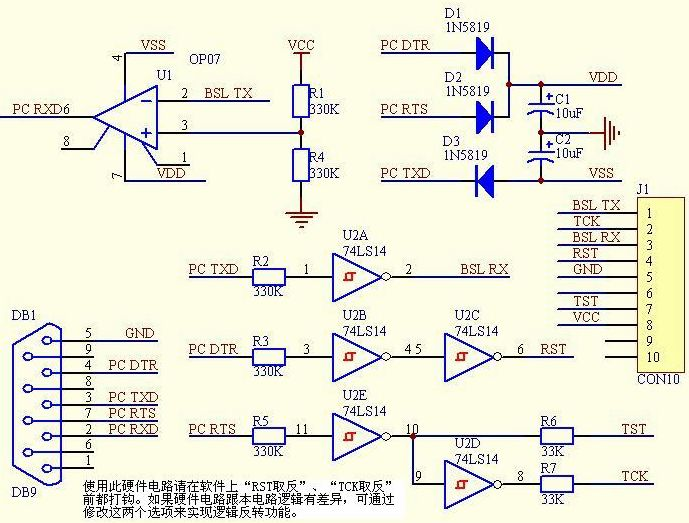 VSS
OP07
4
U1
PC RXD
6
2
BSL TX
3
8
1
7
VDD
VCC
R1
330K
R4
330K
D1
1N5819
PC DTR
D2
1N5819
PC RTS
D3
1N5819
PC TXD
VDD
C1
10uF
C2
10uF
VSS
J1
BSL TX 1
TCK 2
BSL RX 3
RST 4
GND 5
6
TST 7
VCC 8
9
10
CON10
U2A
74LS14
PC TXD
R2
330K
1
2
BSL RX
U2B
74LS14
U2C
74LS14
PC DTR
R3
330K
3
4
5
6
RST
U2E
74LS14
PC RTS
R5
330K
11
10
R6
33K
TST
U2D
74LS14
9
8
R7
33K
TCK
DB1
5 GND
9
4 PC DTR
8
3 PC TXD
7 PC RTS
2 PC RXD
6
1
DB9
使用此硬件电路请在软件上“RST取反”、“TCK取反”
前都打钩。如果硬件电路跟本电路逻辑有差异，可通过
修改这两个选项来实现逻辑反转功能。